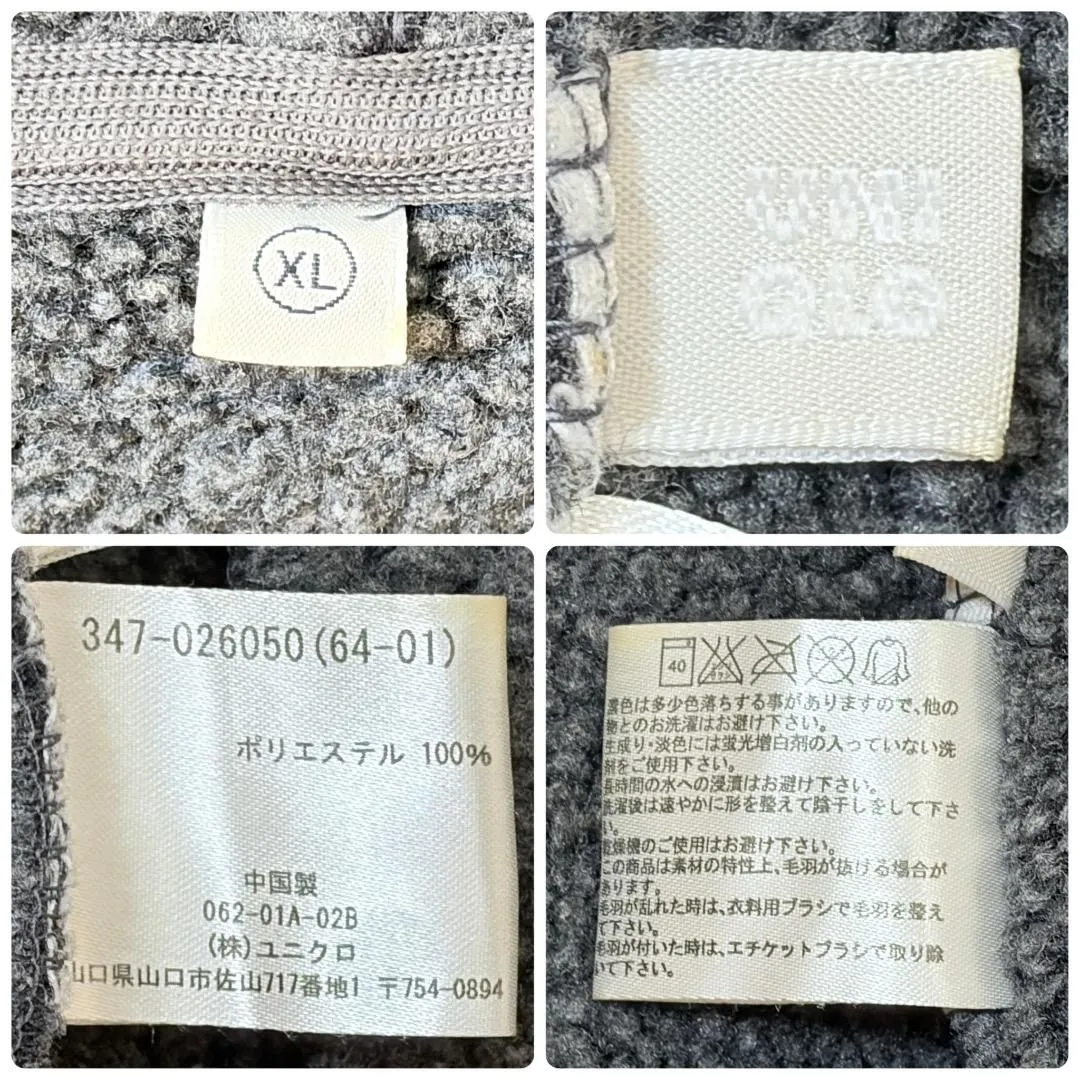 XL
UNI
QLO
347-026050(64-01)
ポリエステル 100%
中国製
062-01A-02B
(株)ユニクロ
山口県山口市佐山717番地1 〒754-0894
40
濃色は多少色落ちする事がありますので、他の
物とのお洗濯はお避け下さい。
生成り・淡色には蛍光増白剤の入っていない洗
剤をご使用下さい。
長時間の水への浸漬はお避け下さい。
洗濯後は速やかに形を整えて陰干しをして下さ
い。
乾燥機のご使用はお避け下さい。
この商品は素材の特性上、毛羽が抜ける場合が
あります。
毛羽が乱れた時は、衣料用ブラシで毛羽を整え
て下さい。
毛羽が付いた時は、エチケットブラシで取り除
いて下さい。